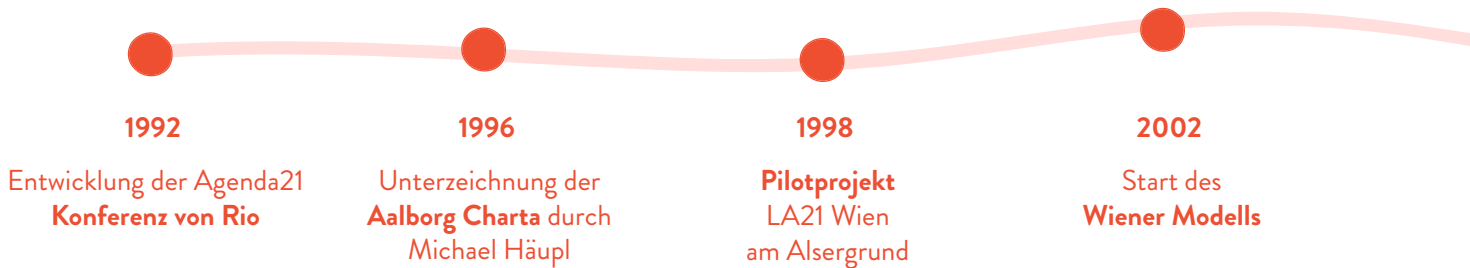 1992
Entwicklung der Agenda21
Konferenz von Rio
1996
Unterzeichnung der
Aalborg Charta durch
Michael Häupl
1998
Pilotprojekt
LA21 Wien
am Alsergrund
2002
Start des
Wiener Modells